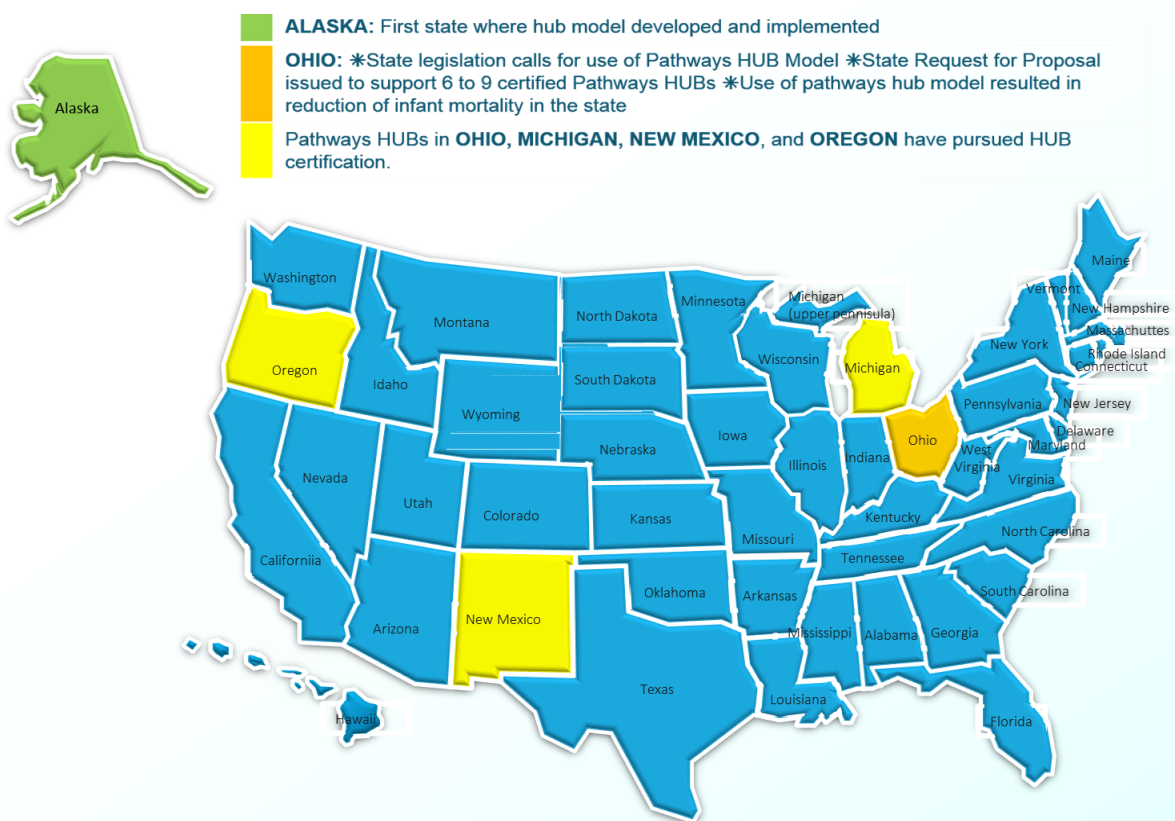 ALASKA: First state where hub model developed and implemented
OHIO: ✳State legislation calls for use of Pathways HUB Model ✳State Request for Proposal
issued to support 6 to 9 certified Pathways HUBs ✳Use of pathways hub model resulted in
reduction of infant mortality in the state
Pathways HUBs in OHIO, MICHIGAN, NEW MEXICO, and OREGON have pursued HUB
certification.
Alaska
Washington
Oregon
Montana
Idaho
Wyoming
North Dakota
South Dakota
Nebraska
Minnesota
Michigan
(upper pennisula)
Wisconsin
Michigan
Iowa
Illinois
Indiana
Ohio
Maine
Vermont
New Hampshire
Massachuttes
New York
Rhode Island
Connecticut
Pennsylvania
New Jersey
Delaware
Maryland
West
Virginia
Virginia
Nevada
Utah
Colorado
Kansas
Missouri
Kentucky
North Carolina
Tennessee
Californiia
Arizona
New Mexico
Oklahoma
Arkansas
South Carolina
Mississippi
Alabama
Georgia
Texas
Louisiana
Florida
Hawaii